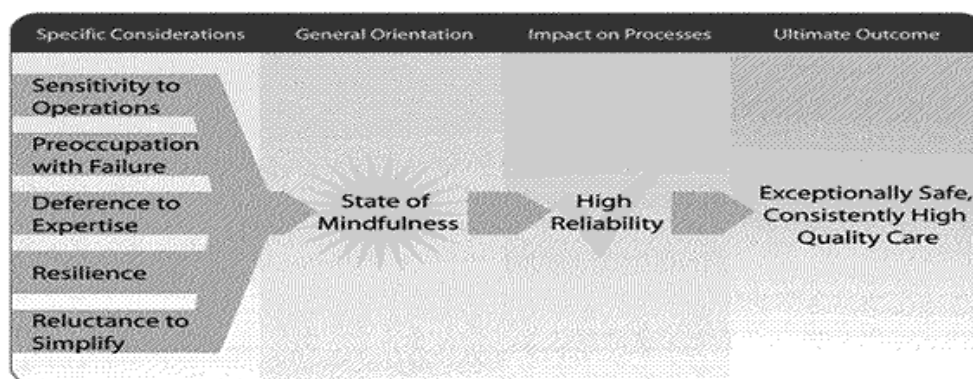 Specific Considerations
General Orientation
Impact on Processes
Ultimate Outcome
Sensitivity to
Operations
Preoccupation
with Failure
Deference to
Expertise
Resilience
Reluctance to
Simplify
State of
Mindfulness
High
Reliability
Exceptionally Safe,
Consistently High
Quality Care